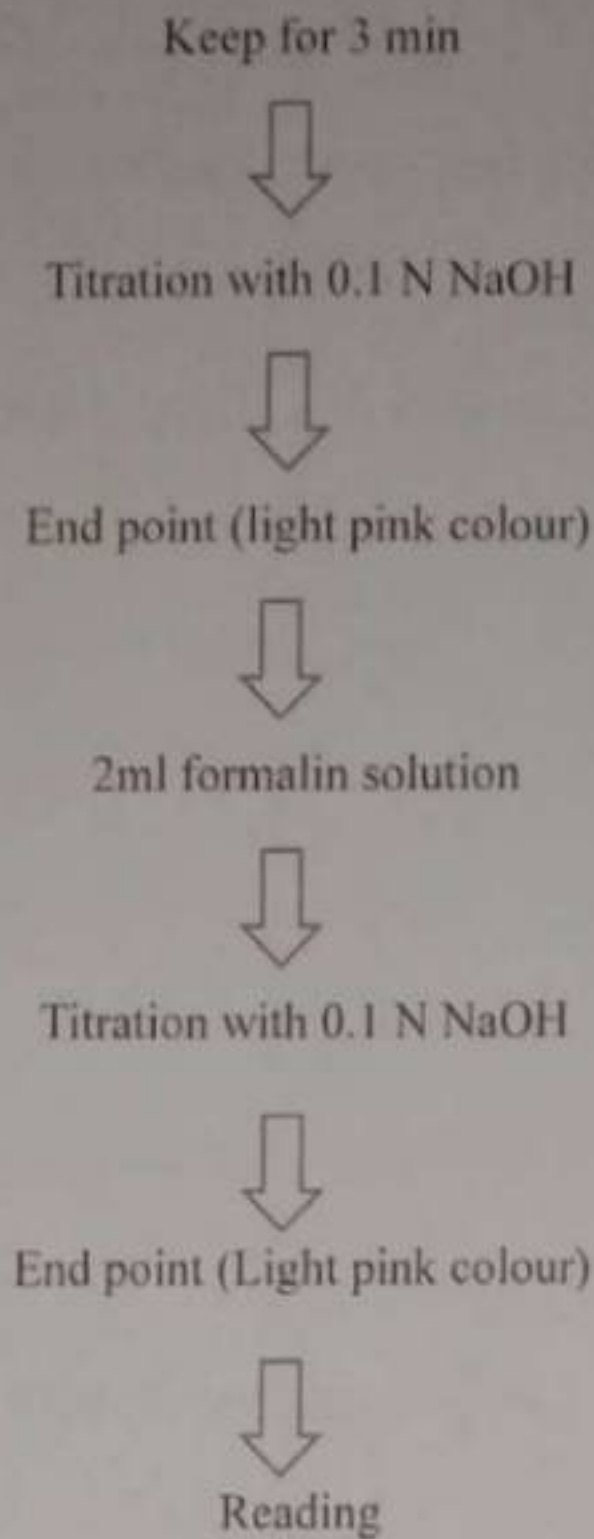 Keep for 3 min
Titration with 0.1 N NaOH
End point (light pink colour)
2ml formalin solution
Titration with 0.1 N NaOH
End point (Light pink colour)
Reading